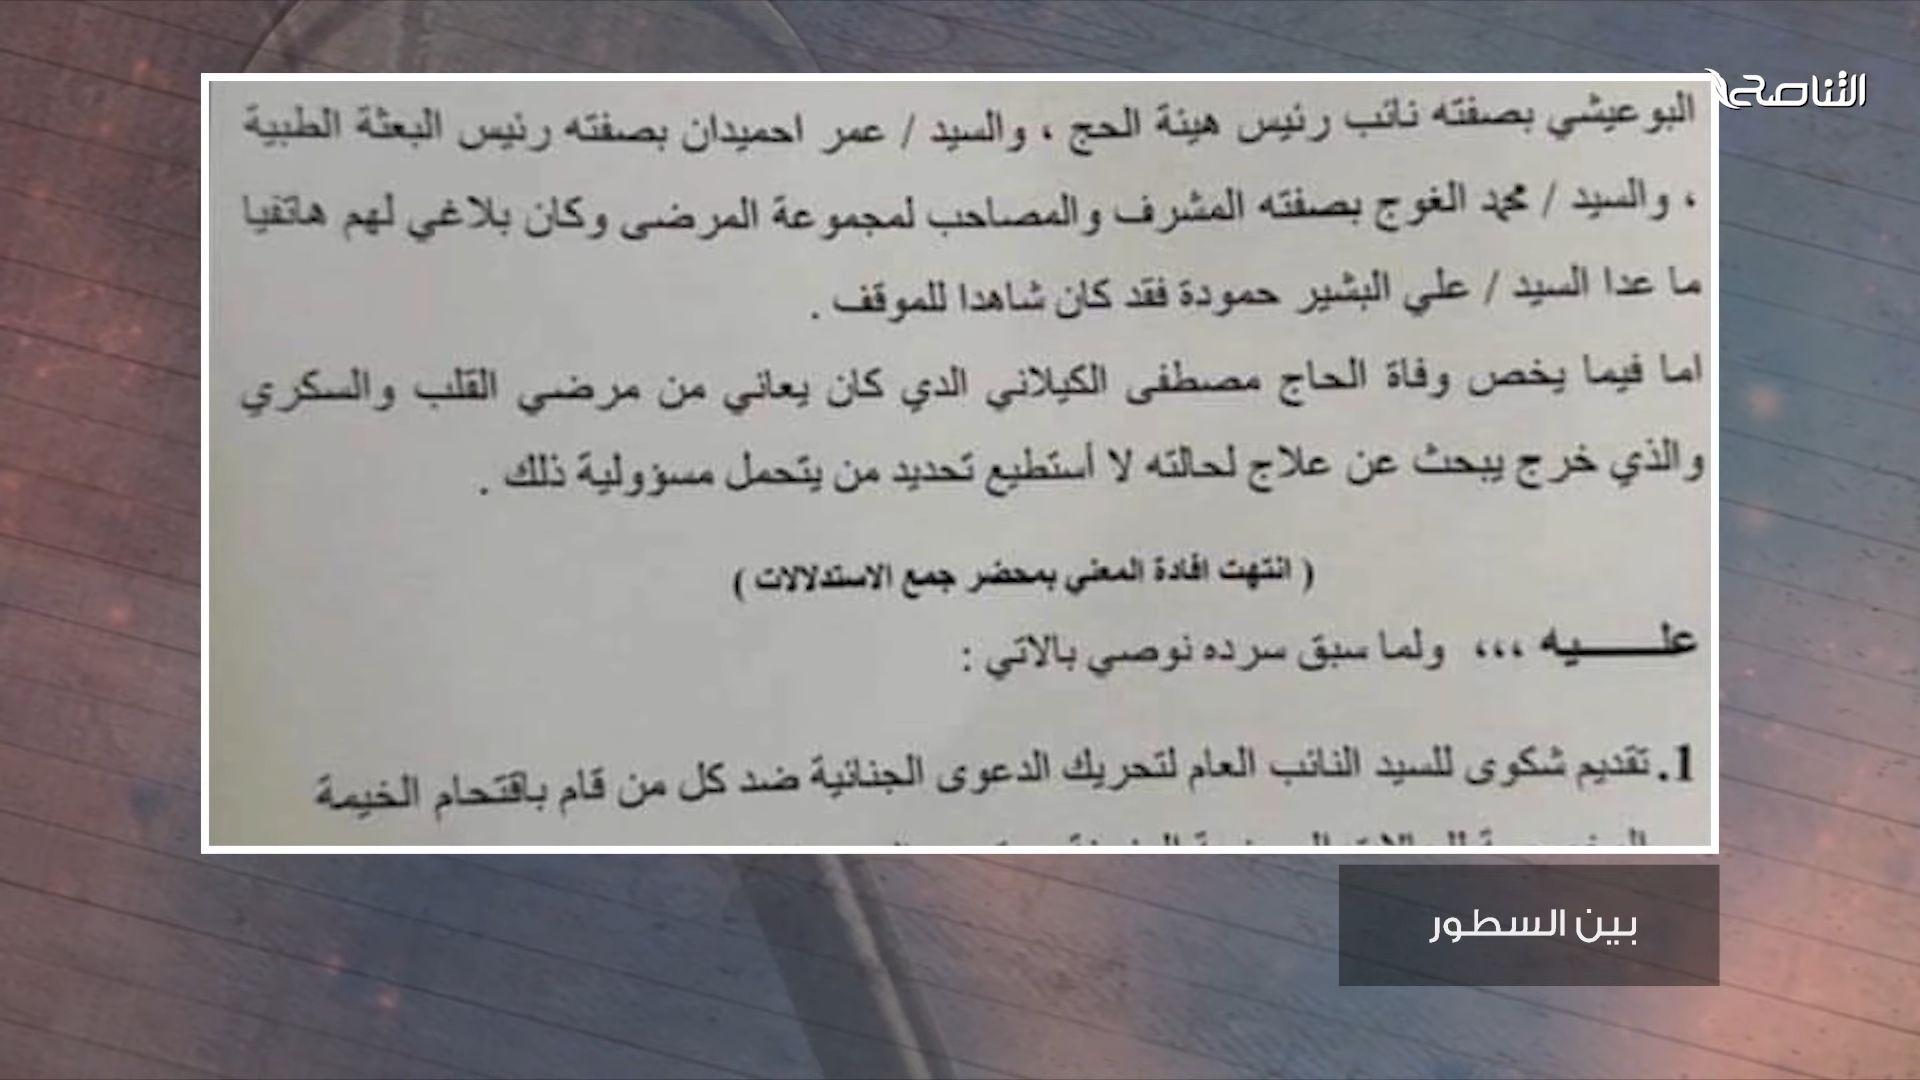 التناصح
البوعيشي بصفته نائب رئيس هيئة الحج ، والسيد / عمر احميدان بصفته رئيس البعثة الطبية
، والسيد / محمد الغوج بصفته المشرف والمصاحب لمجموعة المرضى وكان بلاغي لهم هاتفيا
ما عدا السيد / علي البشير حمودة فقد كان شاهدا للموقف .
اما فيما يخص وفاة الحاج مصطفى الكيلاني الدي كان يعاني من مرضي القلب والسكري
والذي خرج يبحث عن علاج لحالته لا أستطيع تحديد من يتحمل مسؤولية ذلك .
( انتهت افادة المعني بمحضر جمع الاستدلالات )
عليه ،،، ولما سبق سرده نوصي بالاتي :
1. تقديم شكوى للسيد النائب العام لتحريك الدعوى الجنائية ضد كل من قام باقتحام الخيمة
بين السطور